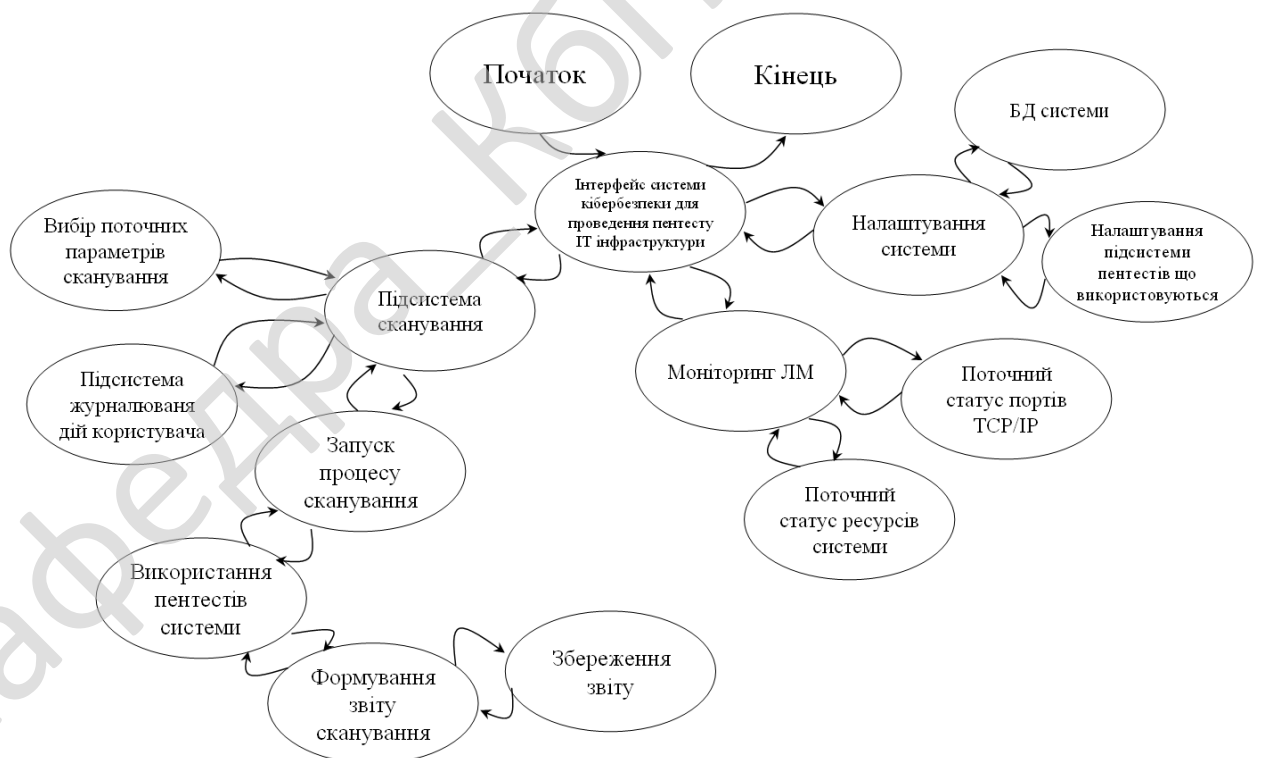 Початок
Кінець
БД системи
Інтерфейс системи
кібербезпеки для
проведення пентесту
ІТ інфраструктури
Налаштування
системи
Налаштування
підсистеми
пентестів що
використовуються
Вибір поточних
параметрів
сканування
Підсистема
сканування
Моніторинг ЛМ
Поточний
статус портів
TCP/IP
Підсистема
журналюваня
дій користувача
Запуск
процесу
сканування
Поточний
статус ресурсів
системи
Використання
пентестів
системи
Формування
звіту
сканування
Збереження
звіту